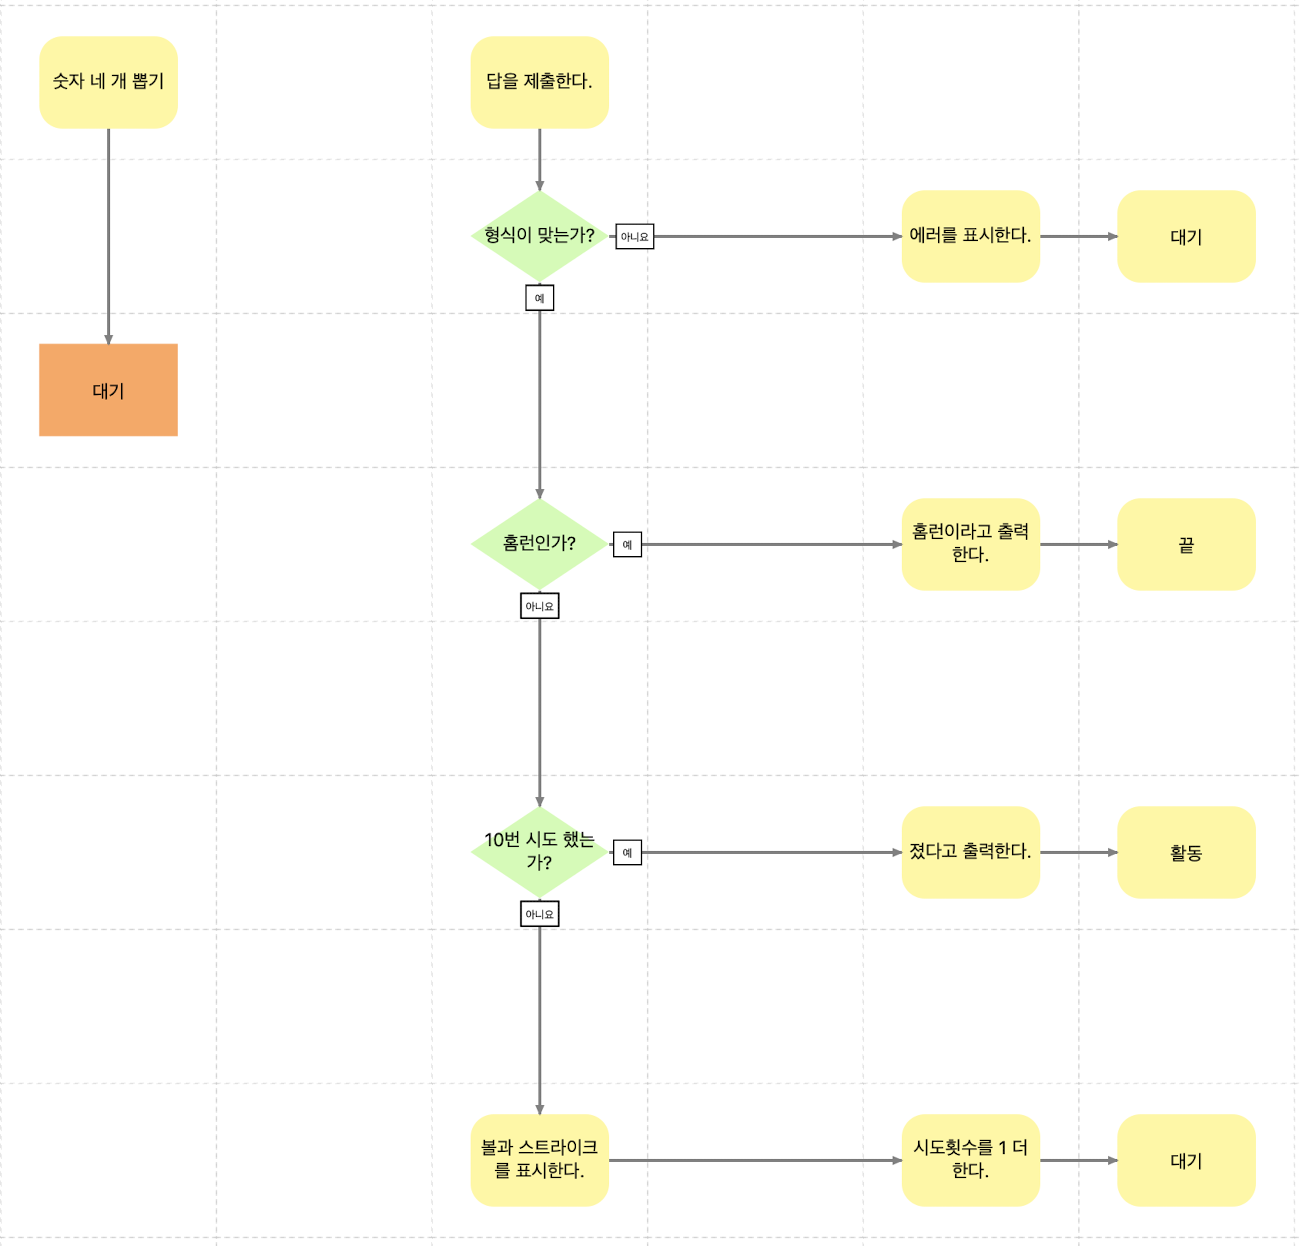 숫자 네 개 뽑기
답을 제출한다.
형식이 맞는가?
아니요
에러를 표시한다.
대기
예
대기
홈런인가?
예
홈런이라고 출력
한다.
끝
아니요
10번 시도 했는
가?
예
졌다고 출력한다.
활동
아니요
볼과 스트라이크
를 표시한다.
시도횟수를 1 더
한다.
대기